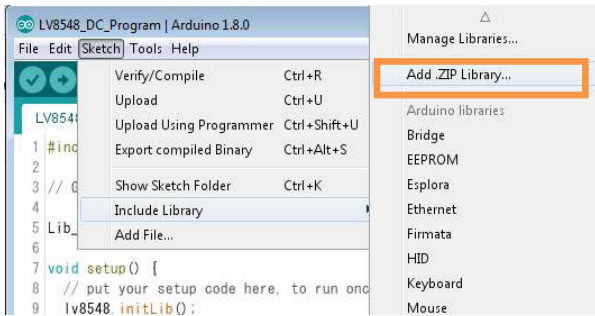 LV8548_DC_Program | Arduino 1.8.0
File Edit Sketch Tools Help
Verify/Compile Ctrl+R
Upload Ctrl+U
Upload Using Programmer Ctrl+Shift+U
Export compiled Binary Ctrl+Alt+S
Show Sketch Folder Ctrl+K
Include Library
Add File...
LV854
1 #inc
2
3 //
4
5 Lib_
6
7 void setup() {
8 // put your setup code here, to run onc
9 lv8548.initLib();
Manage Libraries...
Add .ZIP Library...
Arduino libraries
Bridge
EEPROM
Esplora
Ethernet
Firmata
HID
Keyboard
Mouse